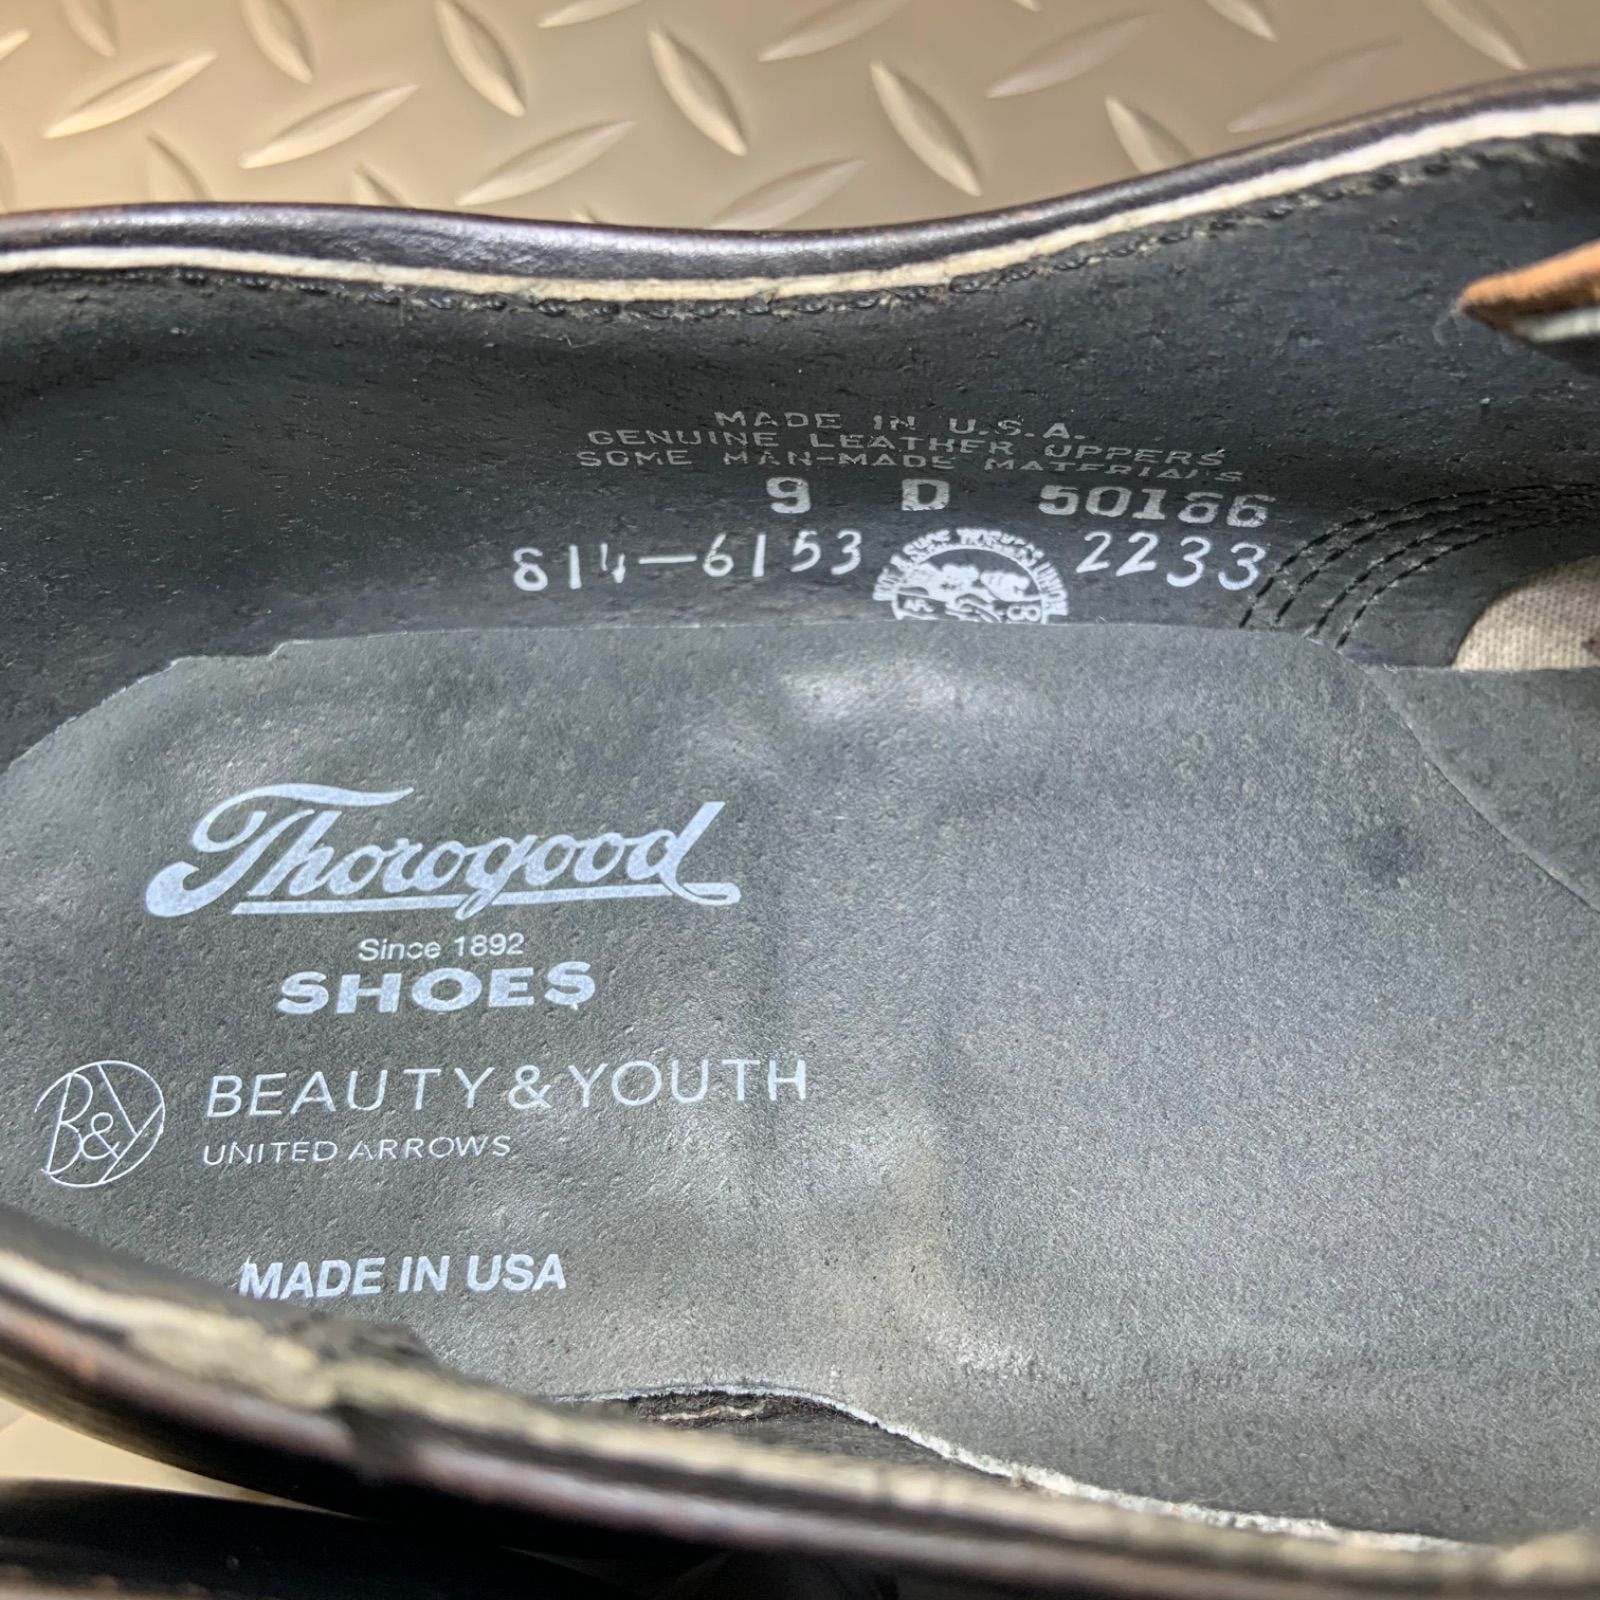 MADE IN U.S.A.
GENUINE LEATHER UPPERS
SOME MAN-MADE MATERIALS
9 D 50186
814-6153 2233
Thorogood
Since 1892
SHOES
B&Y BEAUTY & YOUTH
UNITED ARROWS
MADE IN USA